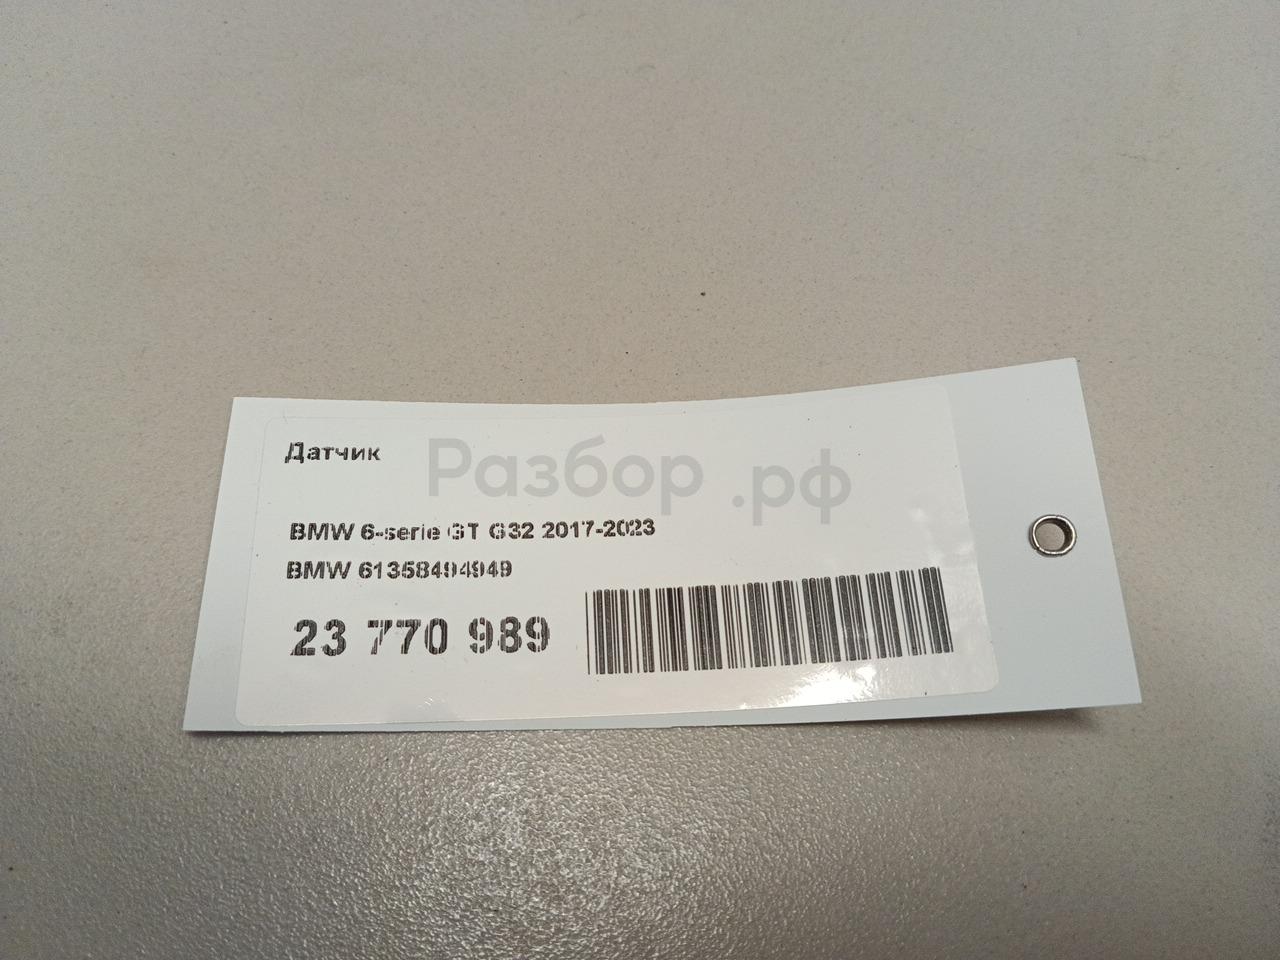 Датчик
Разбор.рф
BMW 6-serie GT G32 2017-2023
BMW 61358494949
23 770 989